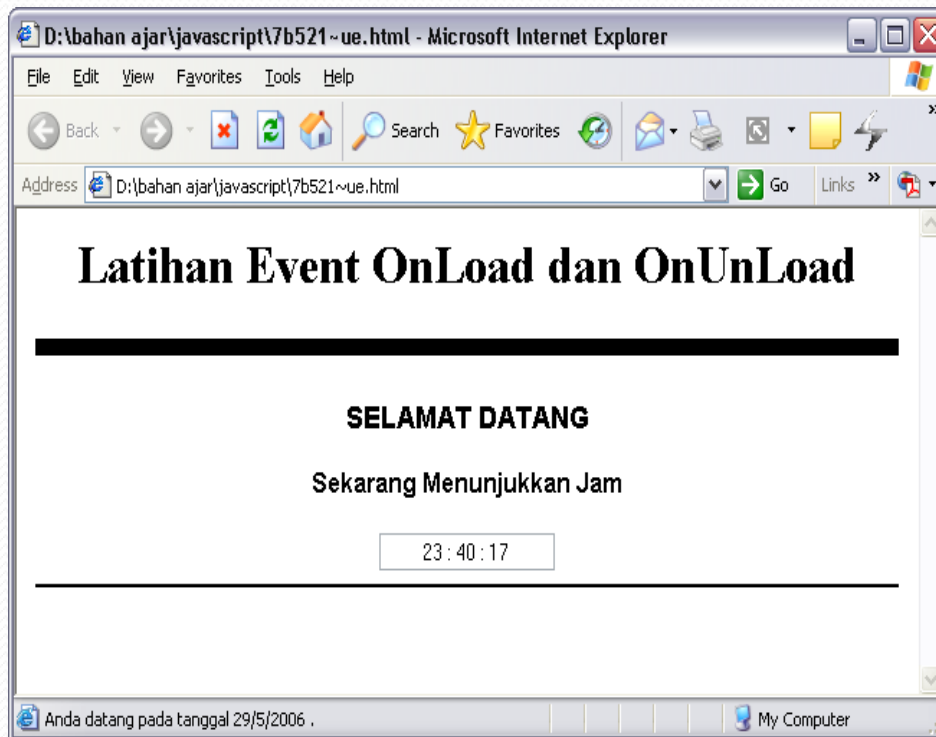 D:\bahan ajar\javascript\7b521~ue.html - Microsoft Internet Explorer
File Edit View Favorites Tools Help
Back Search Favorites
Address D:\bahan ajar\javascript\7b521~ue.html Go Links »
Latihan Event OnLoad dan OnUnLoad
SELAMAT DATANG
Sekarang Menunjukkan Jam
23 : 40 : 17
Anda datang pada tanggal 29/5/2006 . My Computer